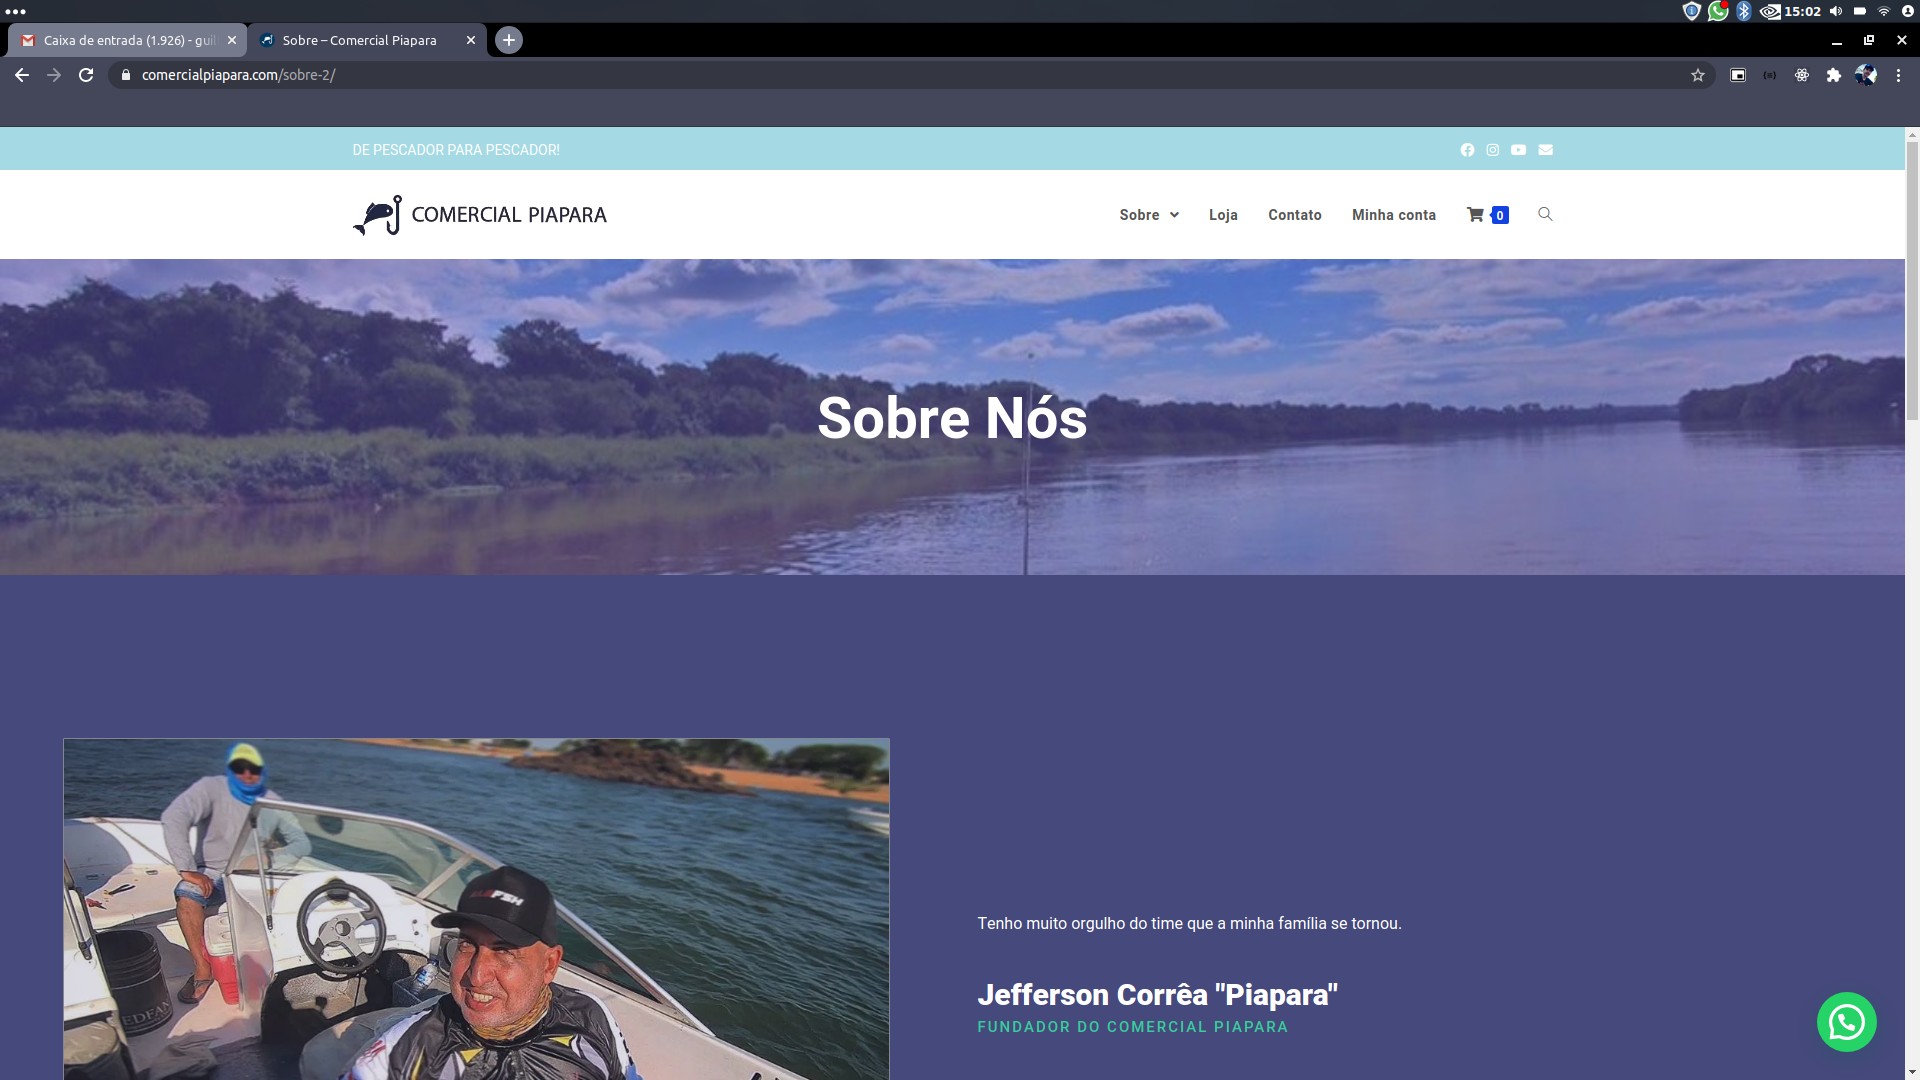 15:02
Caixa de entrada (1.926) - guil
Sobre – Comercial Piapara
comercialpiapara.com/sobre-2/
DE PESCADOR PARA PESCADOR!
COMERCIAL PIAPARA
Sobre
Loja
Contato
Minha conta
0
Sobre Nós
Tenho muito orgulho do time que a minha família se tornou.
Jefferson Corrêa "Piapara"
FUNDADOR DO COMERCIAL PIAPARA